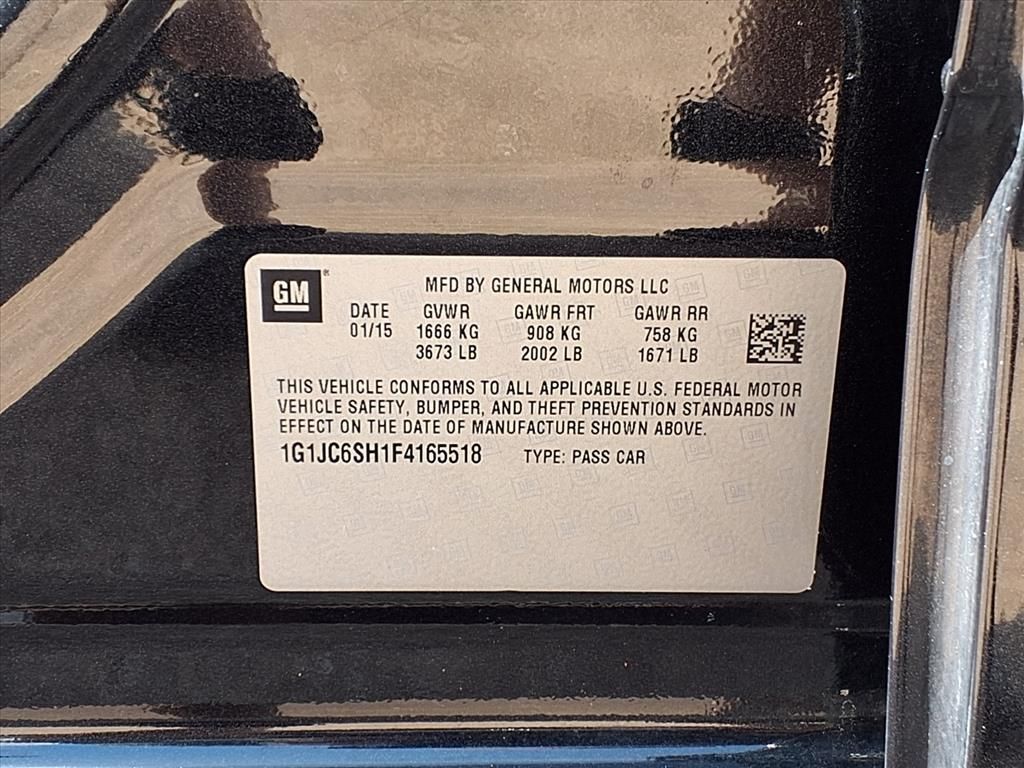 GM
MFD BY GENERAL MOTORS LLC
DATE GVWR GAWR FRT GAWR RR
01/15 1666 KG 908 KG 758 KG
3673 LB 2002 LB 1671 LB
THIS VEHICLE CONFORMS TO ALL APPLICABLE U.S. FEDERAL MOTOR
VEHICLE SAFETY, BUMPER, AND THEFT PREVENTION STANDARDS IN
EFFECT ON THE DATE OF MANUFACTURE SHOWN ABOVE.
1G1JC6SH1F4165518 TYPE: PASS CAR